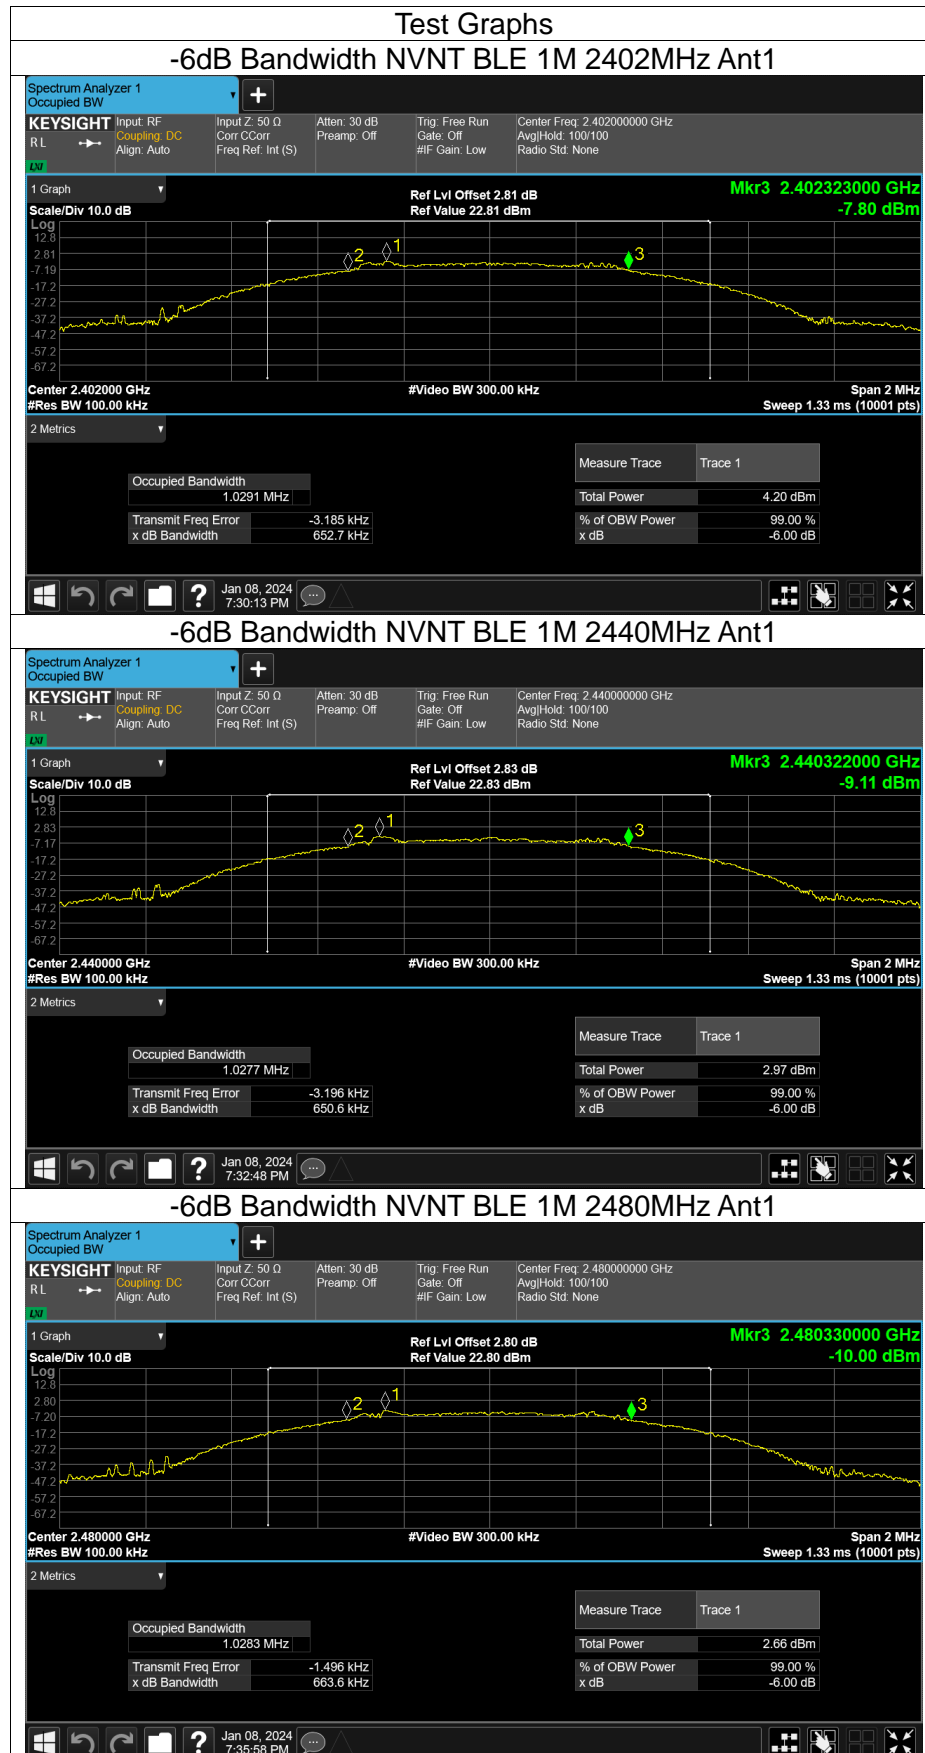 Test Graphs
-6dB Bandwidth NVNT BLE 1M 2402MHz Ant1
Spectrum Analyzer 1
Occupied BW
KEYSIGHT Input: RF Input Z: 50 Ω Atten: 30 dB Trig: Free Run Center Freq: 2.402000000 GHz
Coupling: DC Corr CCorr Preamp: Off Gate: Off Avg|Hold: 100/100
RL Align: Auto Freq Ref: Int (S) #IF Gain: Low Radio Std: None
LXI
1 Graph Ref Lvl Offset 2.81 dB Mkr3 2.402323000 GHz
Scale/Div 10.0 dB Ref Value 22.81 dBm -7.80 dBm
Log
12.8
2.81
-7.19
-17.2
-27.2
-37.2
-47.2
-57.2
-67.2
2 1 3
Center 2.402000 GHz #Video BW 300.00 kHz Span 2 MHz
#Res BW 100.00 kHz Sweep 1.33 ms (10001 pts)
2 Metrics
Measure Trace Trace 1
Occupied Bandwidth
1.0291 MHz Total Power 4.20 dBm
Transmit Freq Error -3.185 kHz % of OBW Power 99.00 %
x dB Bandwidth 652.7 kHz x dB -6.00 dB
? Jan 08, 2024
7:30:13 PM
-6dB Bandwidth NVNT BLE 1M 2440MHz Ant1
Spectrum Analyzer 1
Occupied BW
KEYSIGHT Input: RF Input Z: 50 Ω Atten: 30 dB Trig: Free Run Center Freq: 2.440000000 GHz
Coupling: DC Corr CCorr Preamp: Off Gate: Off Avg|Hold: 100/100
RL Align: Auto Freq Ref: Int (S) #IF Gain: Low Radio Std: None
LXI
1 Graph Ref Lvl Offset 2.83 dB Mkr3 2.440322000 GHz
Scale/Div 10.0 dB Ref Value 22.83 dBm -9.11 dBm
Log
12.8
2.83
-7.17
-17.2
-27.2
-37.2
-47.2
-57.2
-67.2
2 1 3
Center 2.440000 GHz #Video BW 300.00 kHz Span 2 MHz
#Res BW 100.00 kHz Sweep 1.33 ms (10001 pts)
2 Metrics
Measure Trace Trace 1
Occupied Bandwidth
1.0277 MHz Total Power 2.97 dBm
Transmit Freq Error -3.196 kHz % of OBW Power 99.00 %
x dB Bandwidth 650.6 kHz x dB -6.00 dB
? Jan 08, 2024
7:32:48 PM
-6dB Bandwidth NVNT BLE 1M 2480MHz Ant1
Spectrum Analyzer 1
Occupied BW
KEYSIGHT Input: RF Input Z: 50 Ω Atten: 30 dB Trig: Free Run Center Freq: 2.480000000 GHz
Coupling: DC Corr CCorr Preamp: Off Gate: Off Avg|Hold: 100/100
RL Align: Auto Freq Ref: Int (S) #IF Gain: Low Radio Std: None
LXI
1 Graph Ref Lvl Offset 2.80 dB Mkr3 2.480330000 GHz
Scale/Div 10.0 dB Ref Value 22.80 dBm -10.00 dBm
Log
12.8
2.80
-7.20
-17.2
-27.2
-37.2
-47.2
-57.2
-67.2
2 1 3
Center 2.480000 GHz #Video BW 300.00 kHz Span 2 MHz
#Res BW 100.00 kHz Sweep 1.33 ms (10001 pts)
2 Metrics
Measure Trace Trace 1
Occupied Bandwidth
1.0283 MHz Total Power 2.66 dBm
Transmit Freq Error -1.496 kHz % of OBW Power 99.00 %
x dB Bandwidth 663.6 kHz x dB -6.00 dB
? Jan 08, 2024
7:35:58 PM